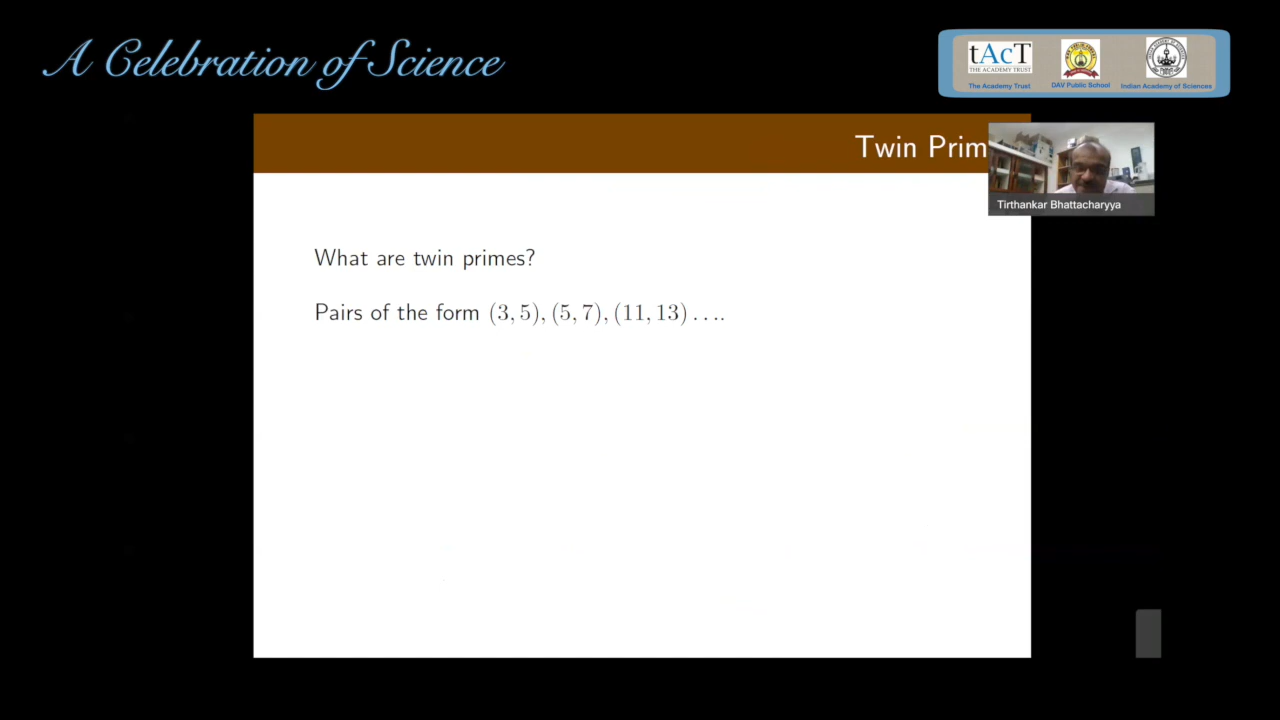 A Celebration of Science
tAcT
THE ACADEMY TRUST
The Academy Trust
DAV Public School
Indian Academy of Sciences
Twin Prim
Tirthankar Bhattacharyya
What are twin primes?
Pairs of the form (3, 5), (5, 7), (11, 13) . . . .